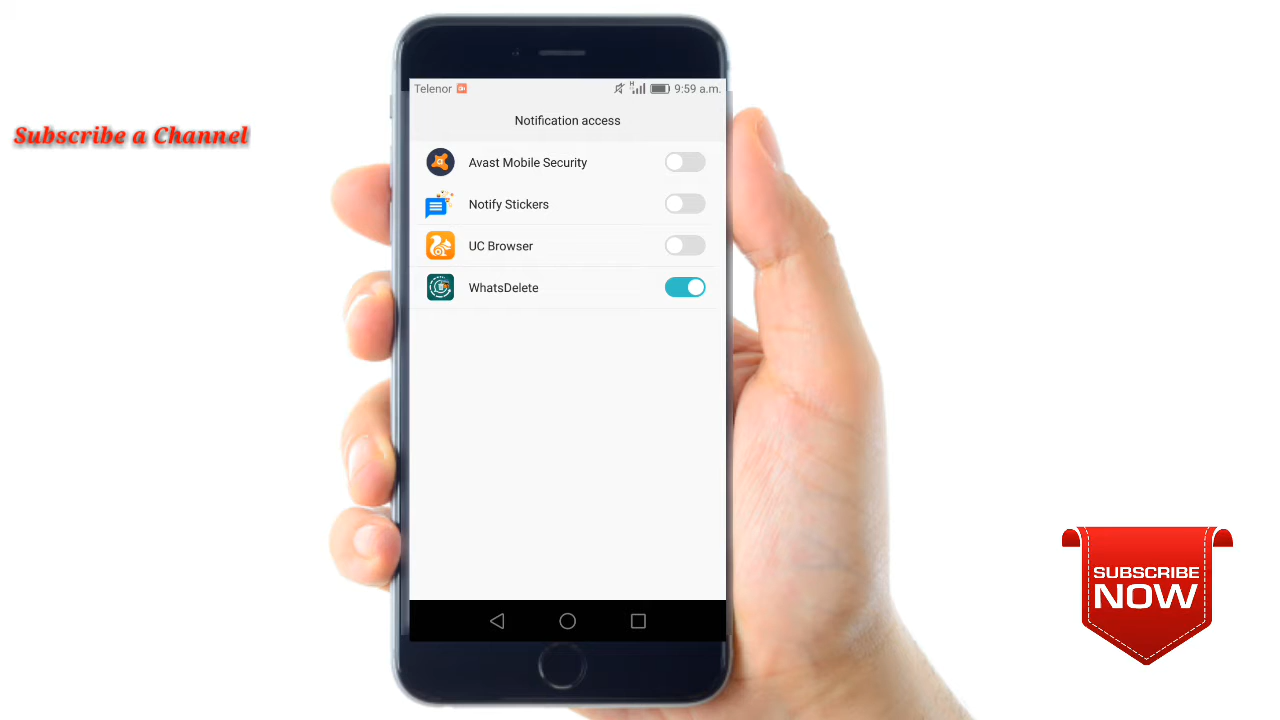 Telenor
9:59 a.m.
Notification access
Subscribe a Channel
Avast Mobile Security
Notify Stickers
UC Browser
WhatsDelete
SUBSCRIBE
NOW